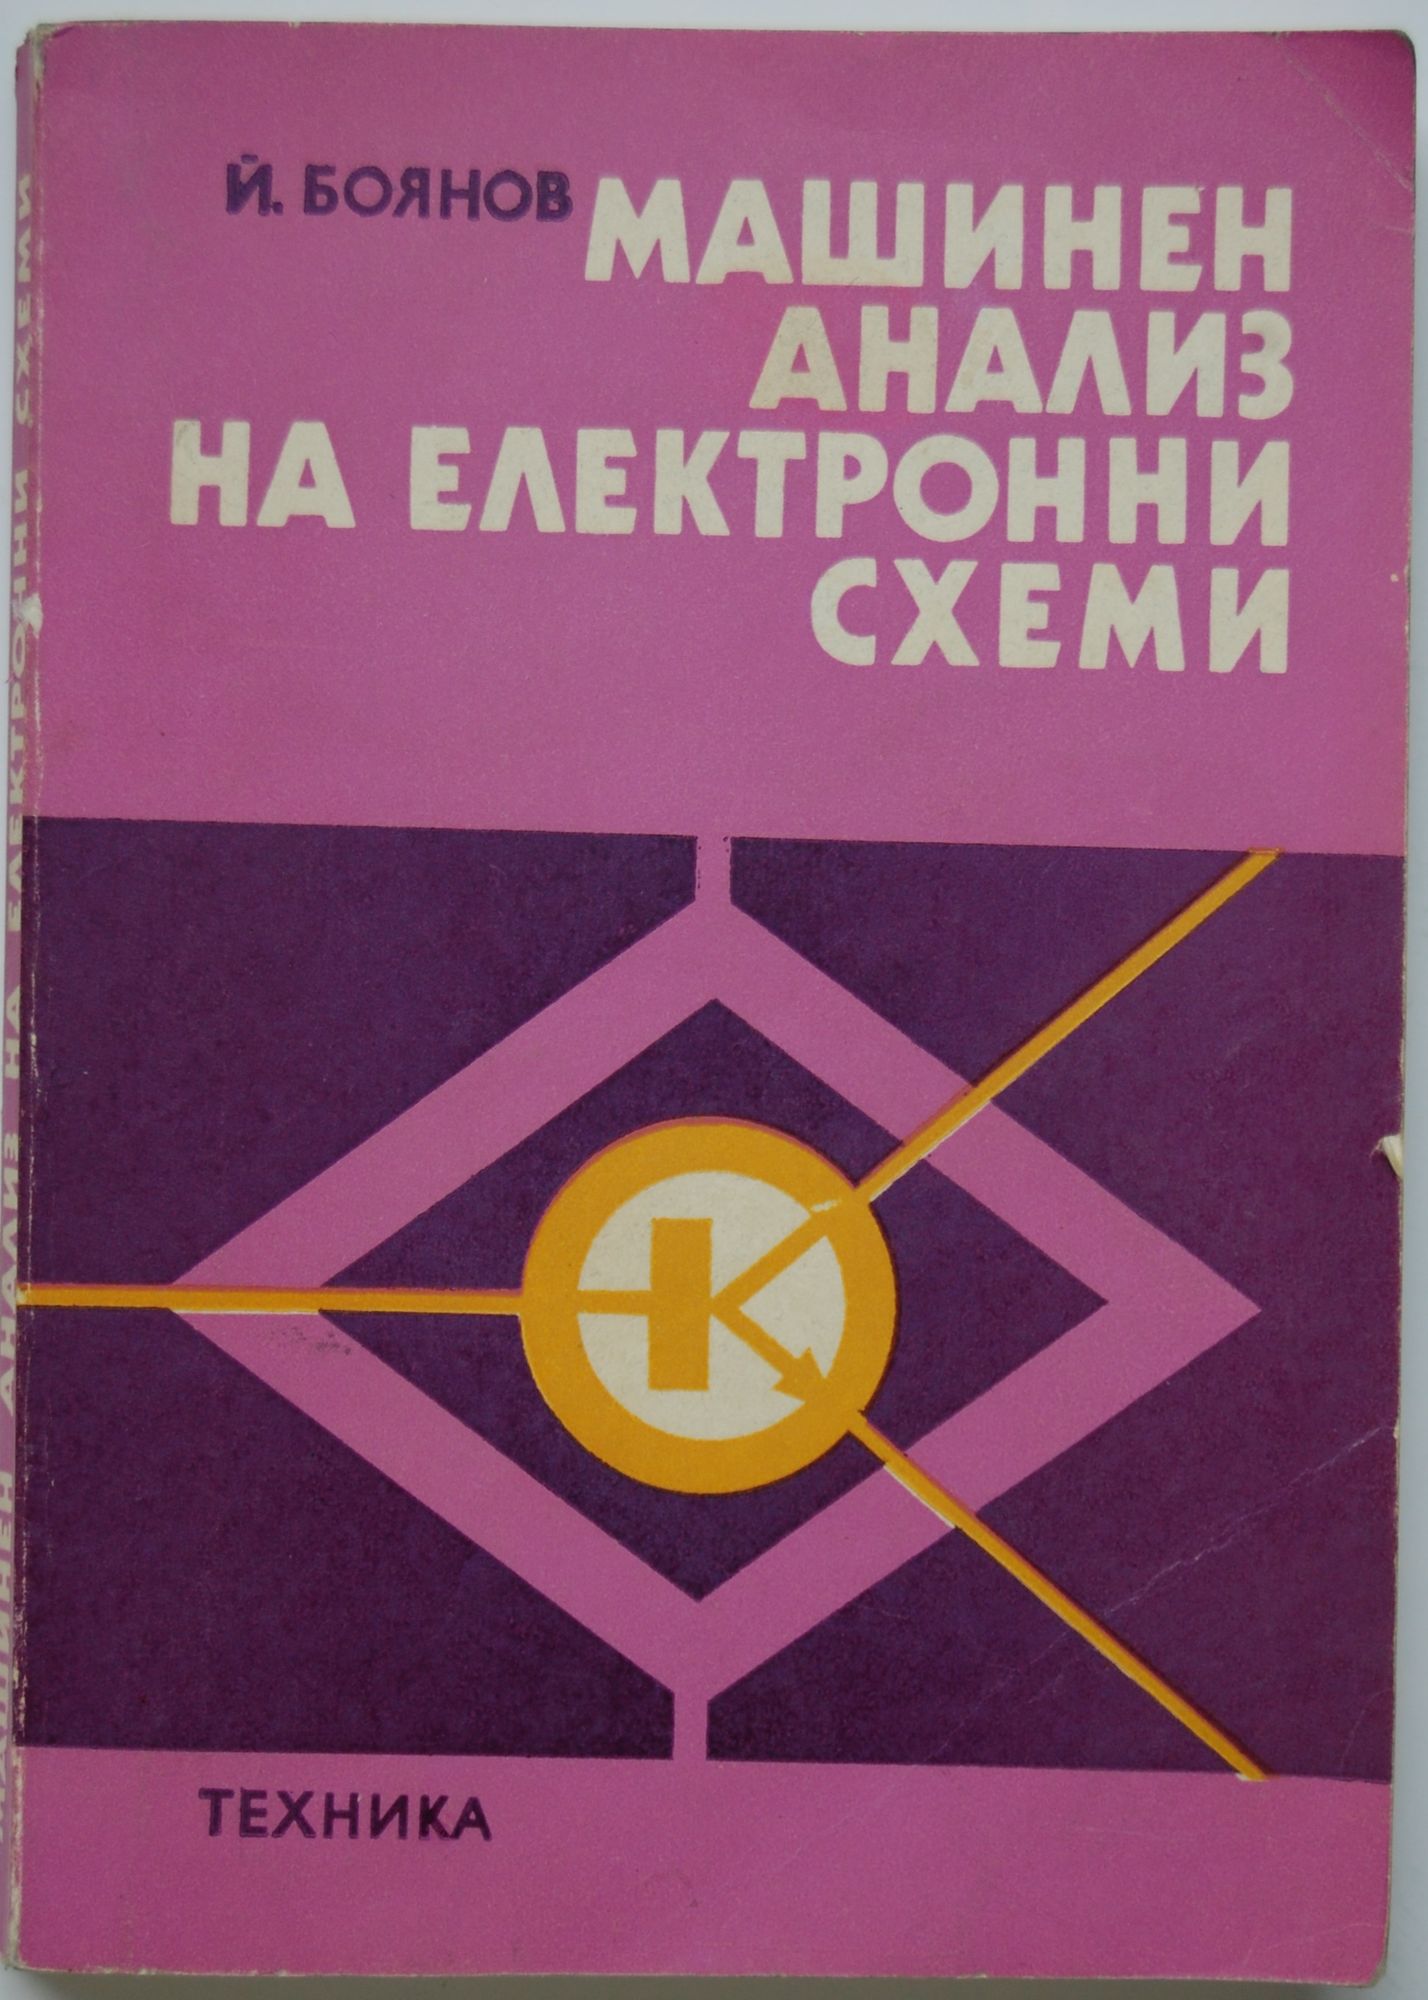 Й. БОЯНОВ
МАШИНЕН
АНАЛИЗ
НА ЕЛЕКТРОННИ
СХЕМИ
ТЕХНИКА
МАШИНЕН АНАЛИЗ НА ЕЛЕКТРОННИ СХЕМИ